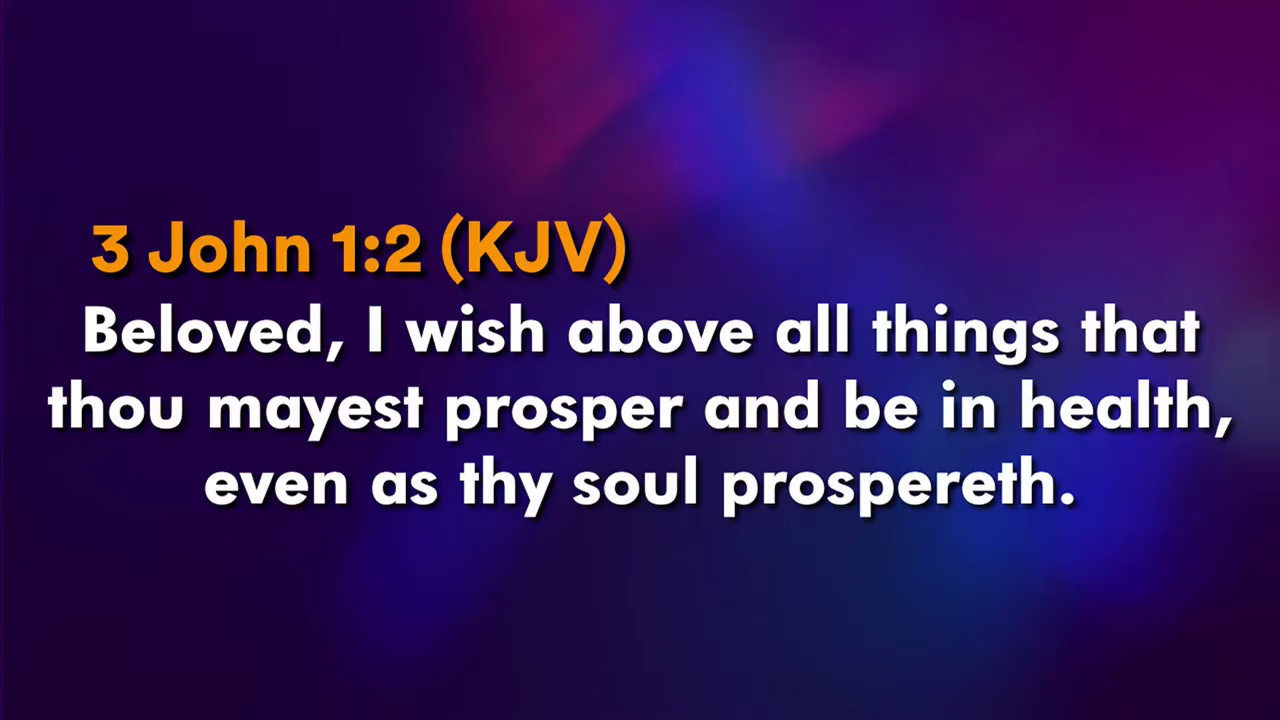 3 John 1:2 (KJV)
Beloved, I wish above all things that
thou mayest prosper and be in health,
even as thy soul prospereth.